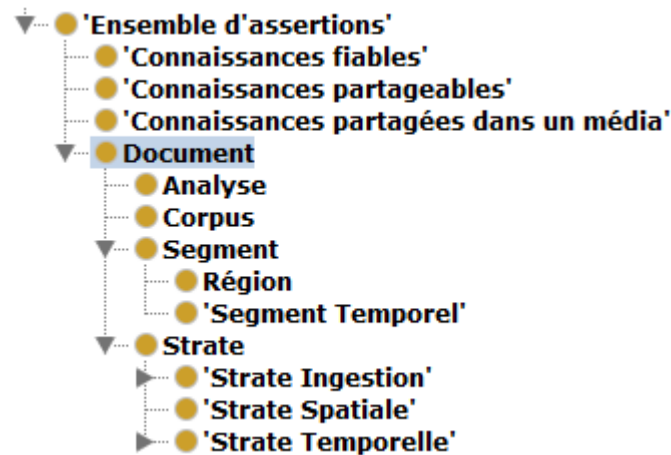 'Ensemble d'assertions'
'Connaissances fiables'
'Connaissances partageables'
'Connaissances partagées dans un média'
Document
Analyse
Corpus
Segment
Région
'Segment Temporel'
Strate
'Strate Ingestion'
'Strate Spatiale'
'Strate Temporelle'